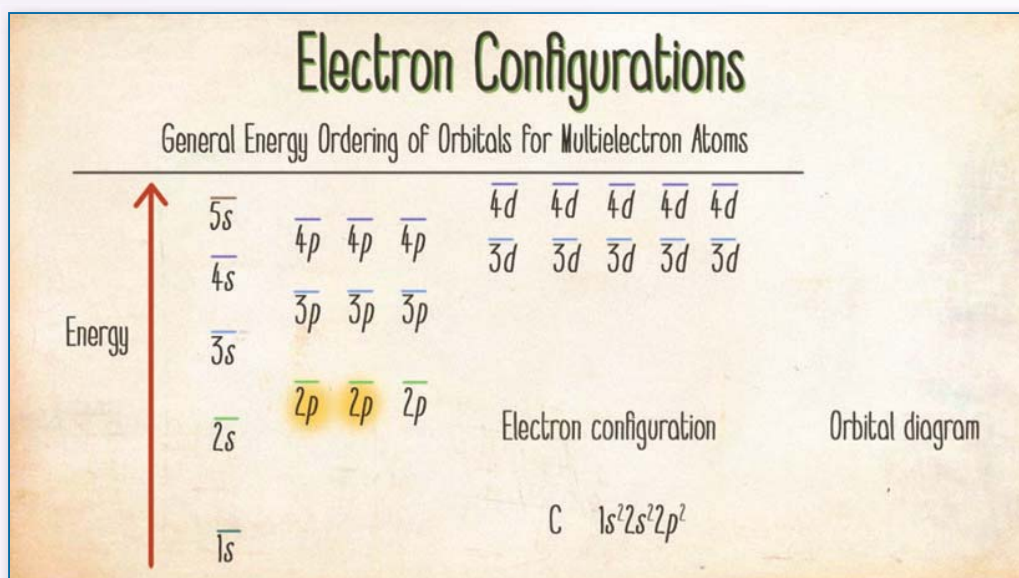 Electron Configurations
General Energy Ordering of Orbitals for Multielectron Atoms
4d 4d 4d 4d 4d
5s
4p 4p 4p
3d 3d 3d 3d 3d
4s
3p 3p 3p
Energy
3s
2p 2p 2p
2s
Electron configuration Orbital diagram
C 1s²2s²2p²
1s